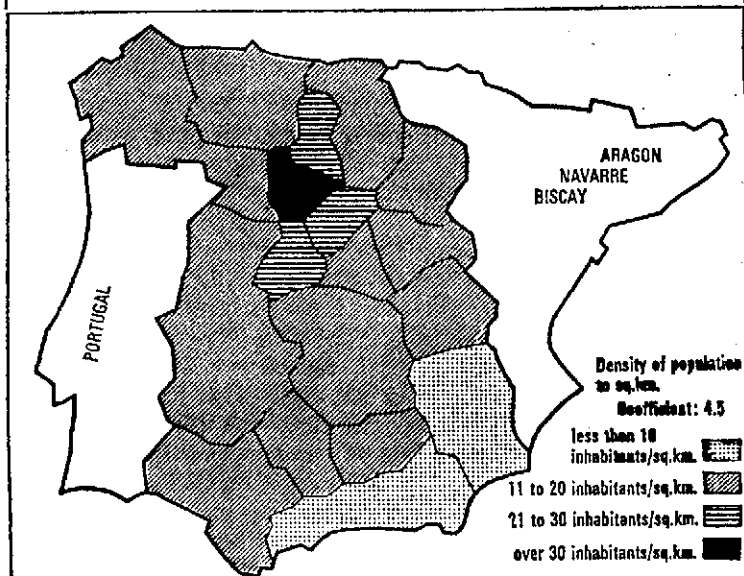 ARAGON
NAVARRE
BISCAY
PORTUGAL
Density of population
to sq.km.
Coefficient: 4.5
less than 10
inhabitants/sq.km.
11 to 20 inhabitants/sq.km.
21 to 30 inhabitants/sq.km.
over 30 inhabitants/sq.km.